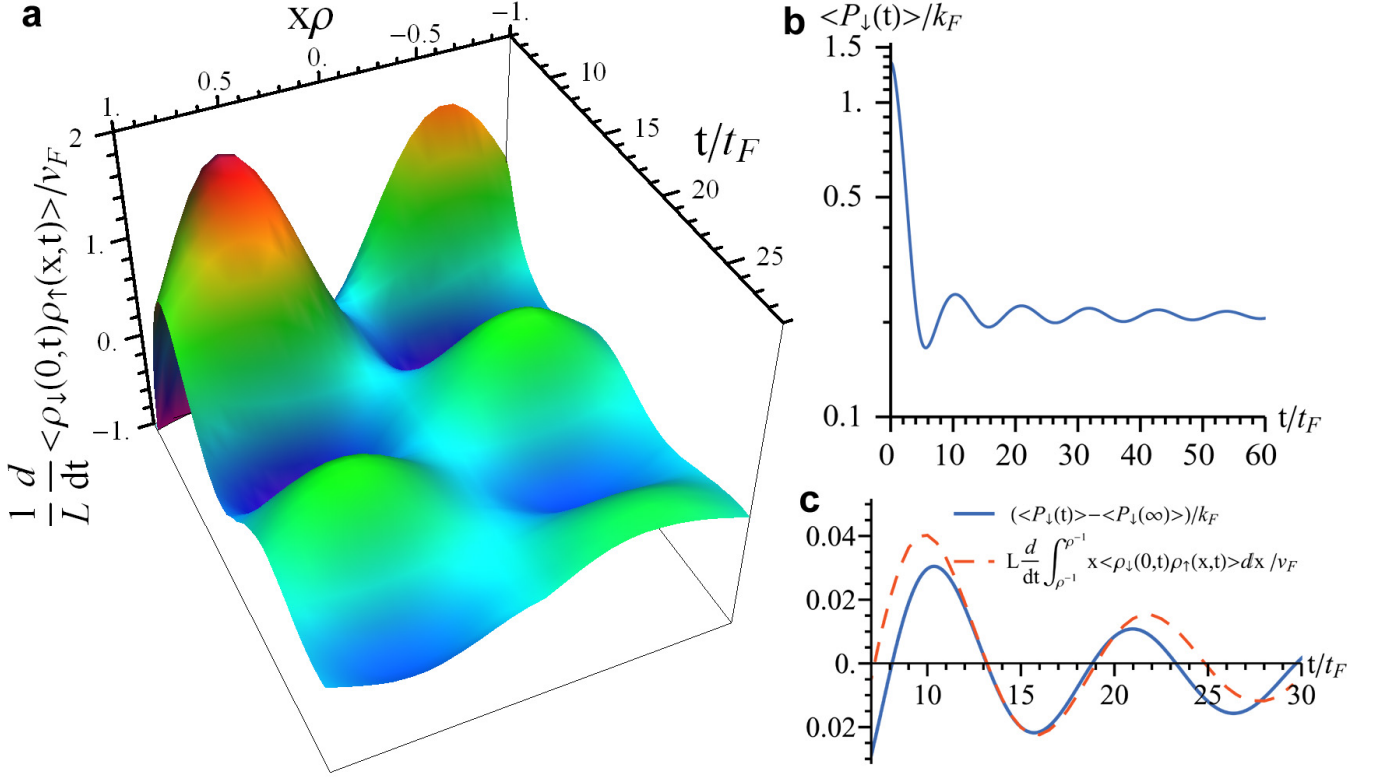 a
xρ
1.
0.5
0.
−0.5
−1.
10
15
20
25
t/t_F
2
1.
0.
−1.
1/L d/dt <ρ↓(0,t)ρ↑(x,t)>/v_F
b
<P↓(t)>/k_F
1.5
1.
0.5
0.1
0 10 20 30 40 50 60
t/t_F
c
(<P↓(t)>−<P↓(∞)>)/k_F
L d/dt ∫_{ρ^−1}^{ρ^−1} x<ρ↓(0,t)ρ↑(x,t)>dx /v_F
0.04
0.02
0.
0.02
10 15 20 25 30
t/t_F